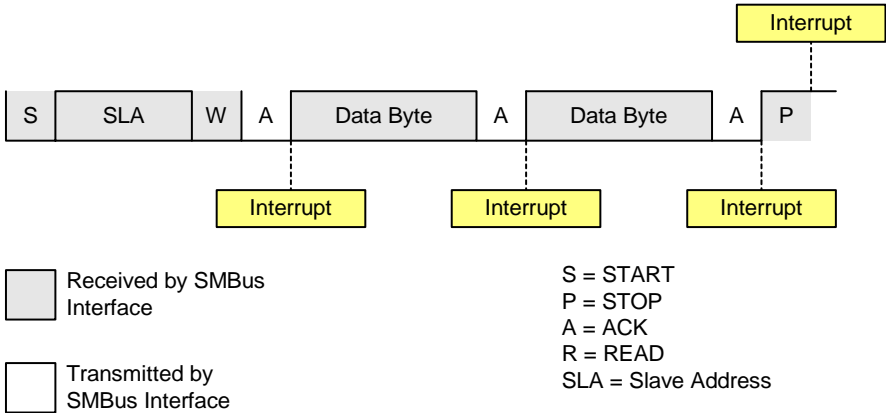 Interrupt
S SLA W A Data Byte A Data Byte A P
Interrupt Interrupt Interrupt
Received by SMBus
Interface
Transmitted by
SMBus Interface
S = START
P = STOP
A = ACK
R = READ
SLA = Slave Address